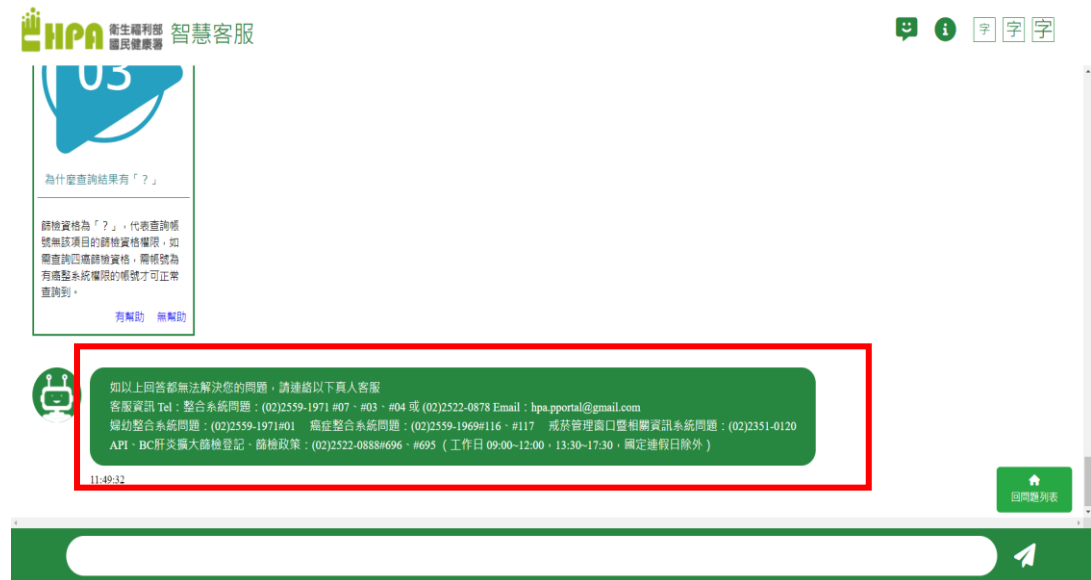 HPA 衛生福利部 國民健康署 智慧客服
字 字 字
03
為什麼查詢結果有「？」
篩檢資格為「？」，代表查詢帳
號無該項目的篩檢資格權限，如
需查詢四癌篩檢資格，需帳號為
有癌整系統權限的帳號才可正常
查詢到。
有幫助 無幫助
如以上回答都無法解決您的問題，請連絡以下真人客服
客服資訊 Tel：整合系統問題：(02)2559-1971 #07、#03、#04 或 (02)2522-0878 Email：hpa.pportal@gmail.com
婦幼整合系統問題：(02)2559-1971#01 癌症整合系統問題：(02)2559-1969#116、#117 戒菸管理窗口暨相關資訊系統問題：(02)2351-0120
API、BC肝炎擴大篩檢登記、篩檢政策：(02)2522-0888#696、#695 ( 工作日 09:00~12:00，13:30~17:30，國定連假日除外 )
11:49:32
回問題列表